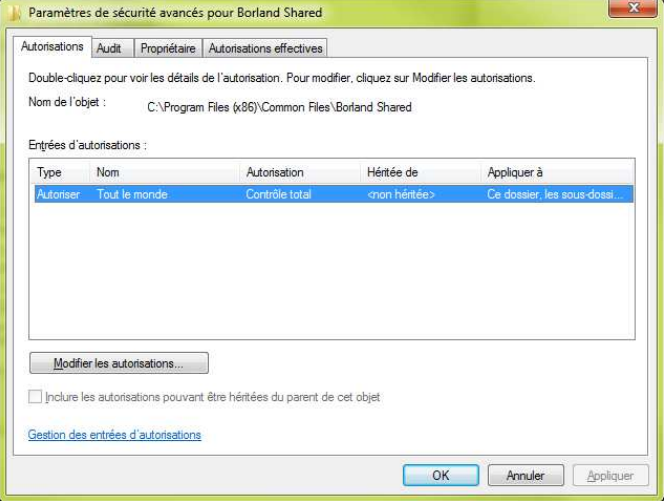 Paramètres de sécurité avancés pour Borland Shared
Autorisations Audit Propriétaire Autorisations effectives
Double-cliquez pour voir les détails de l'autorisation. Pour modifier, cliquez sur Modifier les autorisations.
Nom de l'objet : C:\Program Files (x86)\Common Files\Borland Shared
Entrées d'autorisations :
Type Nom Autorisation Héritée de Appliquer à
Autoriser Tout le monde Contrôle total <non héritée> Ce dossier, les sous-dossi...
Modifier les autorisations...
Inclure les autorisations pouvant être héritées du parent de cet objet
Gestion des entrées d'autorisations
OK Annuler Appliquer